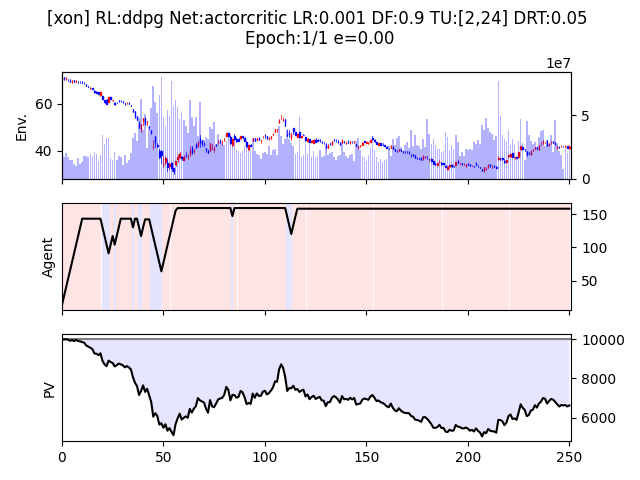 [xon] RL:ddpg Net:actorcritic LR:0.001 DF:0.9 TU:[2,24] DRT:0.05
Epoch:1/1 e=0.00
1e7
Env.
60
40
5
0
Agent
150
100
50
PV
10000
8000
6000
0
50
100
150
200
250